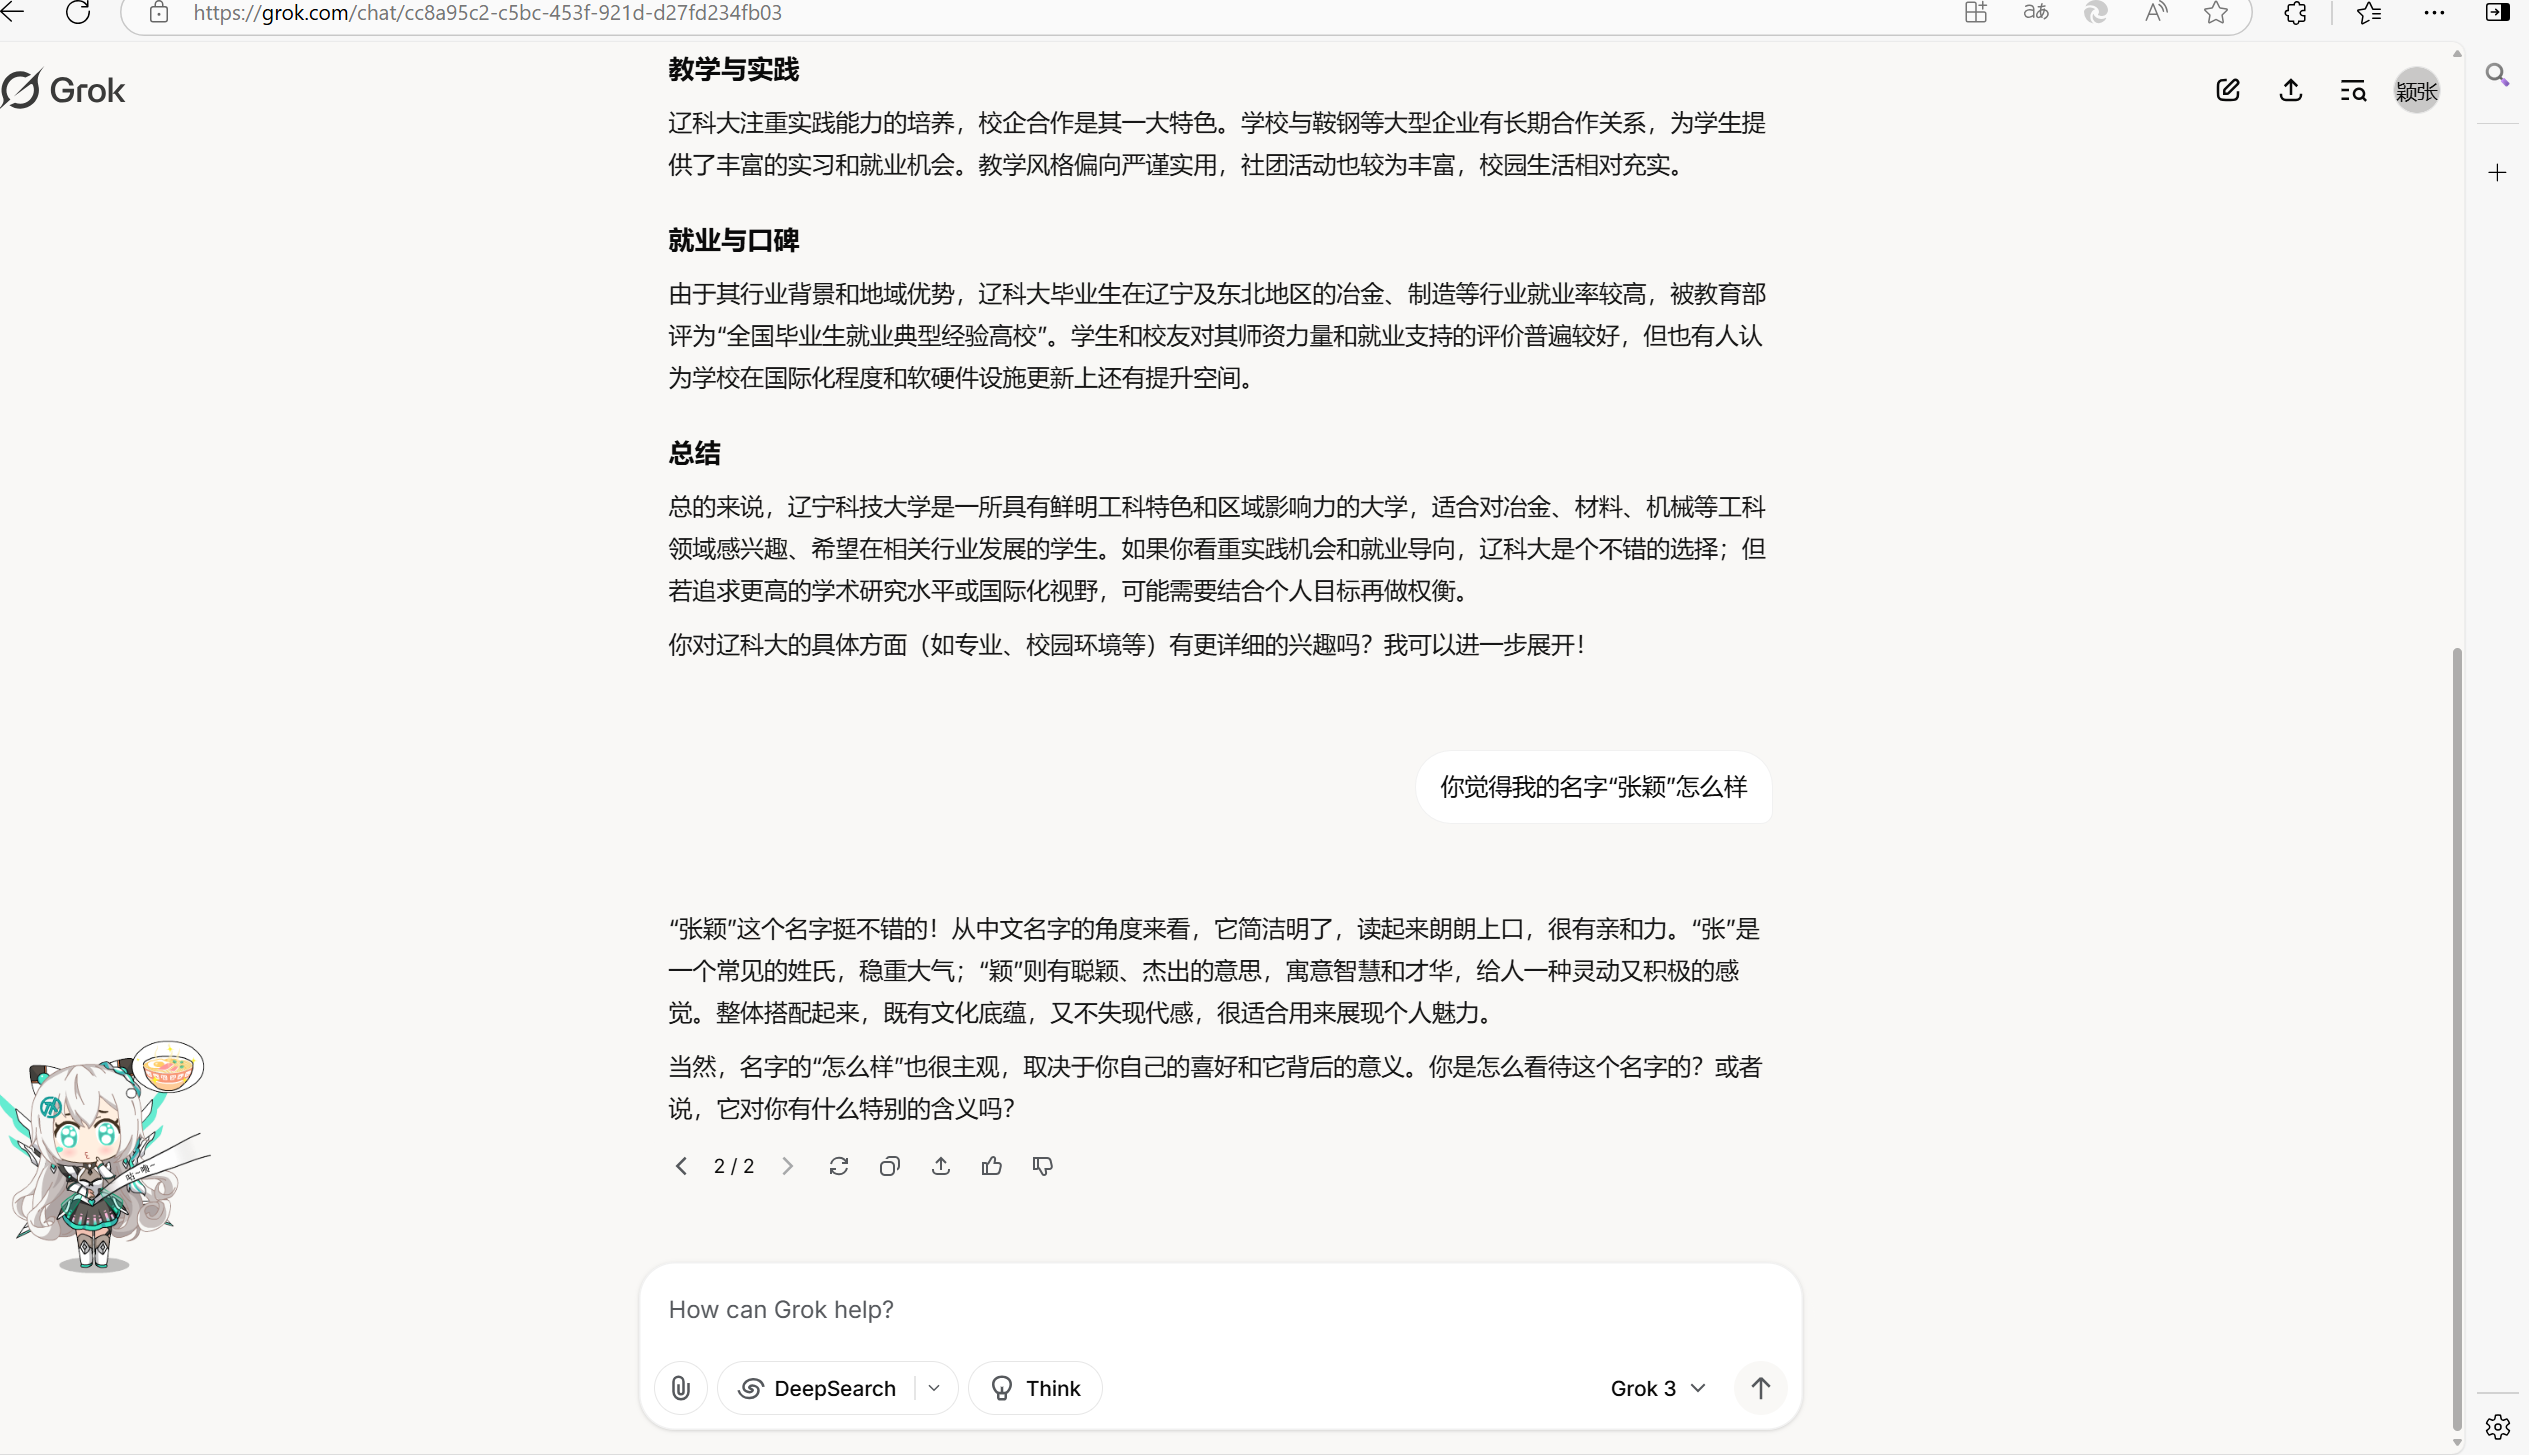 https://grok.com/chat/cc8a95c2-c5bc-453f-921d-d27fd234fb03
Grok
颖张
教学与实践
辽科大注重实践能力的培养，校企合作是其一大特色。学校与鞍钢等大型企业有长期合作关系，为学生提
供了丰富的实习和就业机会。教学风格偏向严谨实用，社团活动也较为丰富，校园生活相对充实。
就业与口碑
由于其行业背景和地域优势，辽科大毕业生在辽宁及东北地区的冶金、制造等行业就业率较高，被教育部
评为“全国毕业生就业典型经验高校”。学生和校友对其师资力量和就业支持的评价普遍较好，但也有人认
为学校在国际化程度和软硬件设施更新上还有提升空间。
总结
总的来说，辽宁科技大学是一所具有鲜明工科特色和区域影响力的大学，适合对冶金、材料、机械等工科
领域感兴趣、希望在相关行业发展的学生。如果你看重实践机会和就业导向，辽科大是个不错的选择；但
若追求更高的学术研究水平或国际化视野，可能需要结合个人目标再做权衡。
你对辽科大的具体方面（如专业、校园环境等）有更详细的兴趣吗？我可以进一步展开！
你觉得我的名字“张颖”怎么样
“张颖”这个名字挺不错的！从中文名字的角度来看，它简洁明了，读起来朗朗上口，很有亲和力。“张”是
一个常见的姓氏，稳重大气；“颖”则有聪颖、杰出的意思，寓意智慧和才华，给人一种灵动又积极的感
觉。整体搭配起来，既有文化底蕴，又不失现代感，很适合用来展现个人魅力。
当然，名字的“怎么样”也很主观，取决于你自己的喜好和它背后的意义。你是怎么看待这个名字的？或者
说，它对你有什么特别的含义吗？
2 / 2
How can Grok help?
DeepSearch
Think
Grok 3